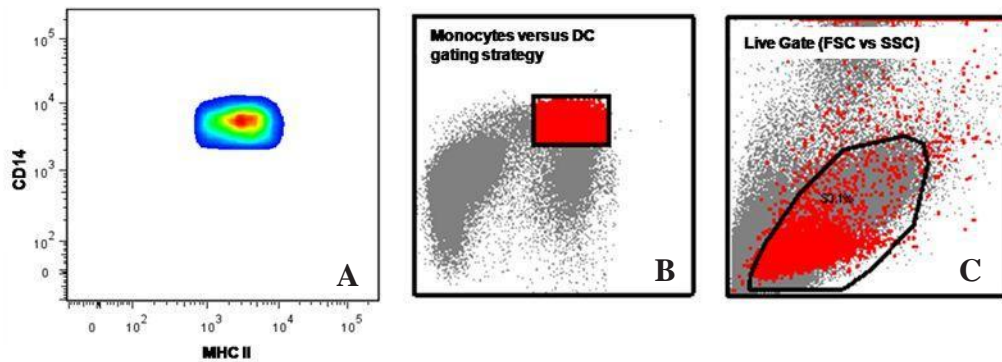 10^5
10^4
CD14
10^3
10^2
0
0 10^2 10^3 10^4 10^5
MHC II
A
Monocytes versus DC
gating strategy
B
Live Gate (FSC vs SSC)
C